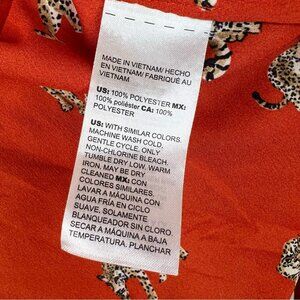 MADE IN VIETNAM/ HECHO
EN VIETNAM/ FABRIQUÉ AU
VIETNAM
US: 100% POLYESTER MX:
100% poliéster CA: 100%
POLYESTER
US: WITH SIMILAR COLORS.
MACHINE WASH COLD,
GENTLE CYCLE. ONLY
NON-CHLORINE BLEACH.
TUMBLE DRY LOW. WARM
IRON. MAY BE DRY
CLEANED MX: CON
COLORES SIMILARES.
LAVAR A MÁQUINA CON
AGUA FRÍA EN CICLO
SUAVE. SOLAMENTE
BLANQUEADOR SIN CLORO.
SECAR A MÁQUINA A BAJA
TEMPERATURA. PLANCHAR